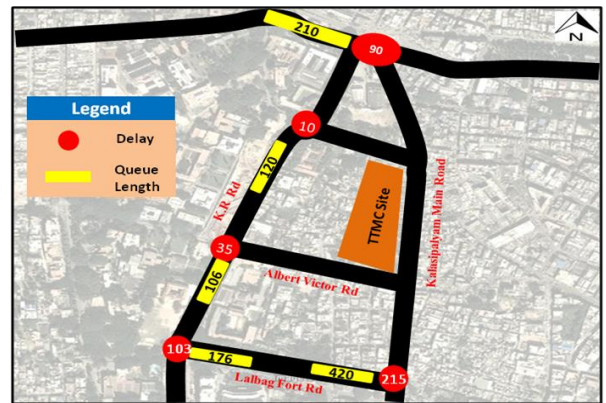 210
90
N
Legend
Delay
Queue
Length
10
120
K.R Rd
TTMC Site
Kalasipalyam Main Road
35
Albert Victor Rd
106
103
176
420
215
Lalbag Fort Rd